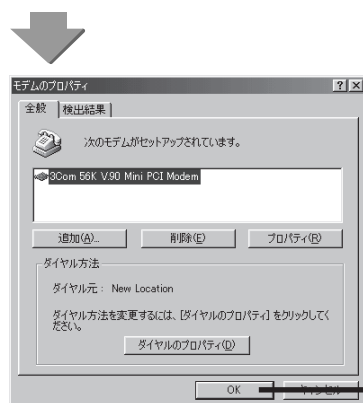 モデムのプロパティ
全般 検出結果
次のモデムがセットアップされています。
3Com 56K V.90 Mini PCI Modem
追加(A)... 削除(E) プロパティ(R)
ダイヤル方法
ダイヤル元： New Location
ダイヤル方法を変更するには、[ダイヤルのプロパティ] をクリックしてく
ださい。
ダイヤルのプロパティ(D)
OK キャンセル